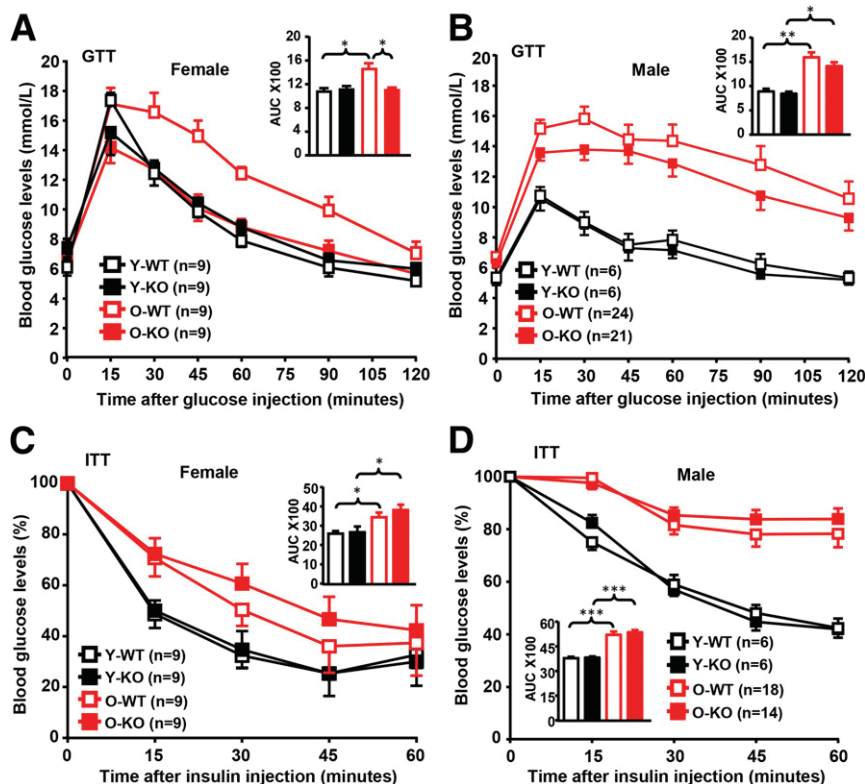 A
GTT
Female
Blood glucose levels (mmol/L)
18
16
14
12
10
8
6
4
2
0
AUC X100
16
12
8
4
0
*
*
Y-WT (n=9)
Y-KO (n=9)
O-WT (n=9)
O-KO (n=9)
0 15 30 45 60 75 90 105 120
Time after glucose injection (minutes)
B
GTT
Male
Blood glucose levels (mmol/L)
18
16
14
12
10
8
6
4
2
0
AUC X100
20
15
10
5
0
*
**
Y-WT (n=6)
Y-KO (n=6)
O-WT (n=24)
O-KO (n=21)
0 15 30 45 60 75 90 105 120
Time after glucose injection (minutes)
C
ITT
Female
Blood glucose levels (%)
100
80
60
40
20
0
AUC X100
50
40
30
20
10
0
*
*
Y-WT (n=9)
Y-KO (n=9)
O-WT (n=9)
O-KO (n=9)
0 15 30 45 60
Time after insulin injection (minutes)
D
ITT
Male
Blood glucose levels (%)
100
80
60
40
20
0
AUC X100
60
45
30
15
0
***
***
Y-WT (n=6)
Y-KO (n=6)
O-WT (n=18)
O-KO (n=14)
0 15 30 45 60
Time after insulin injection (minutes)